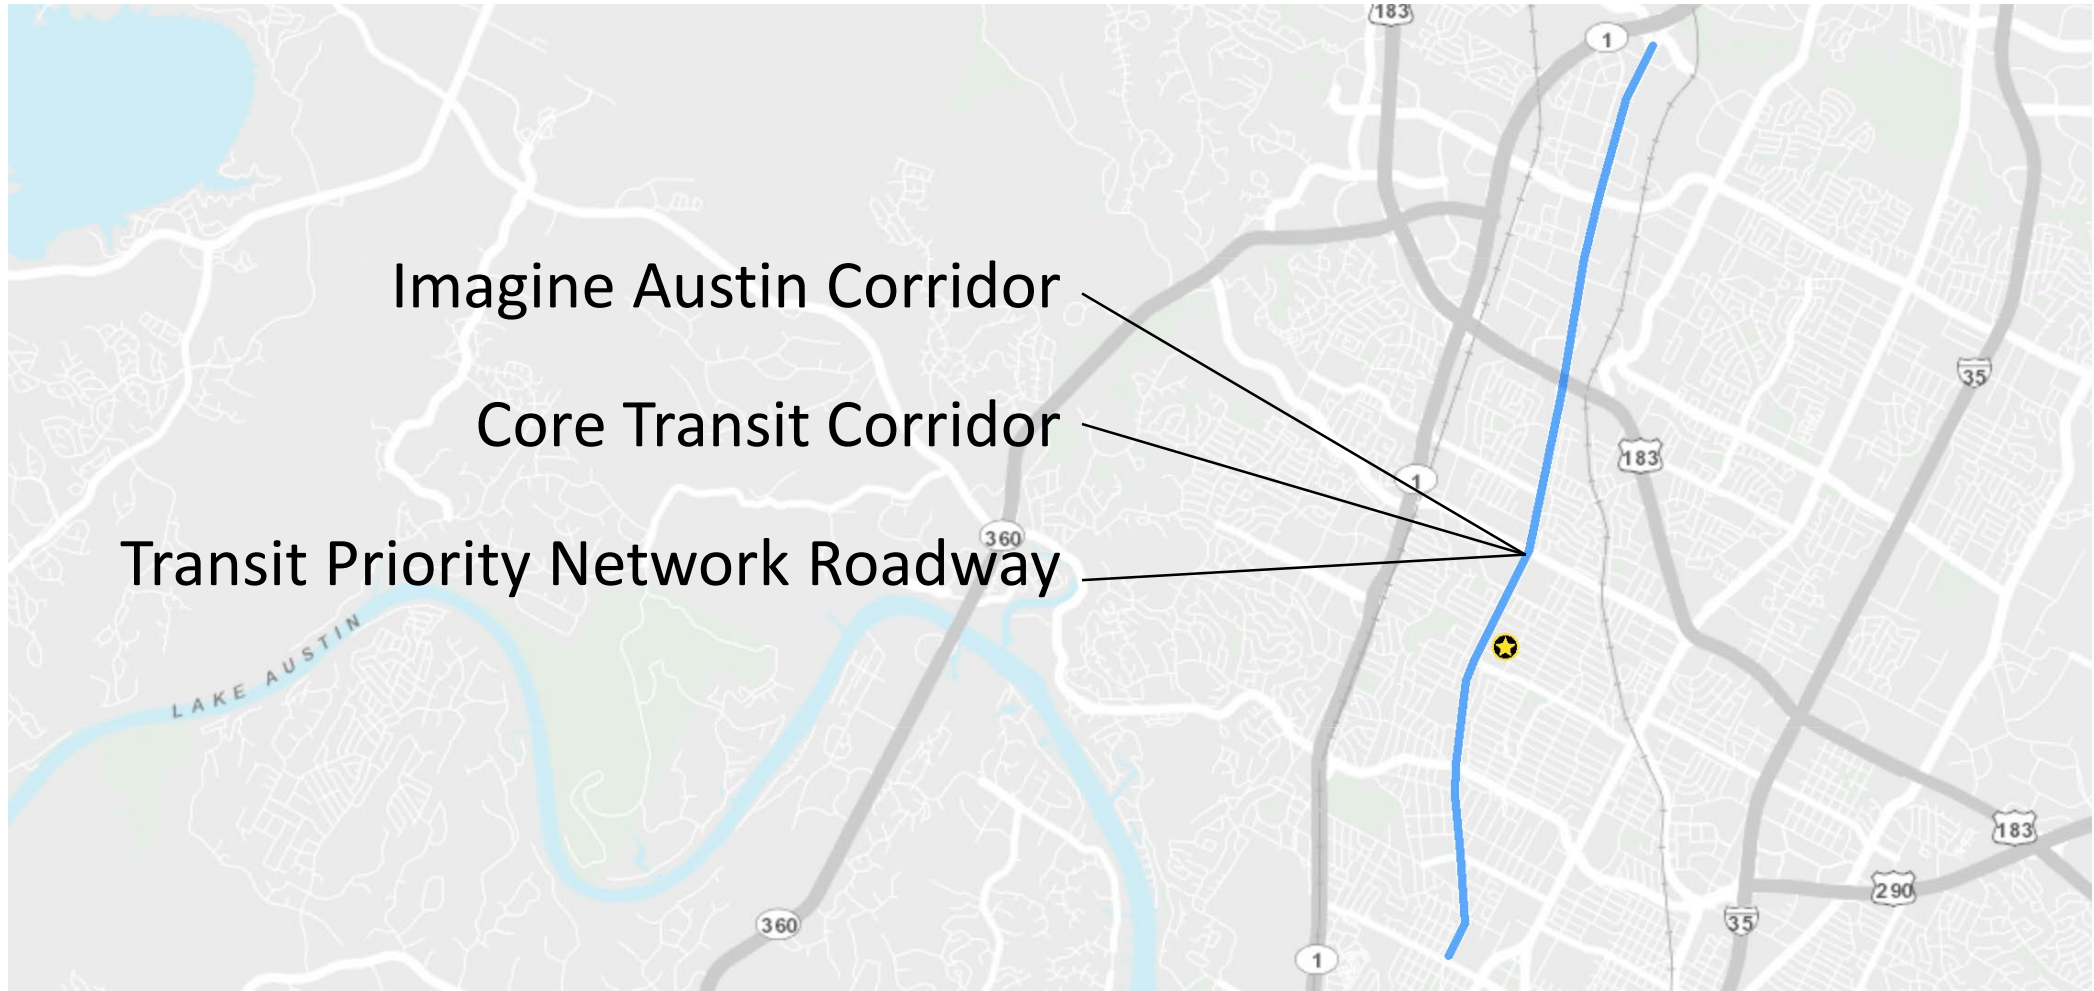 183
1
Imagine Austin Corridor
35
Core Transit Corridor
183
1
360
Transit Priority Network Roadway
LAKE AUSTIN
183
290
360
35
1